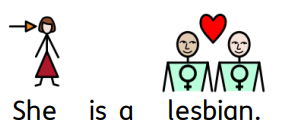 She is a lesbian.